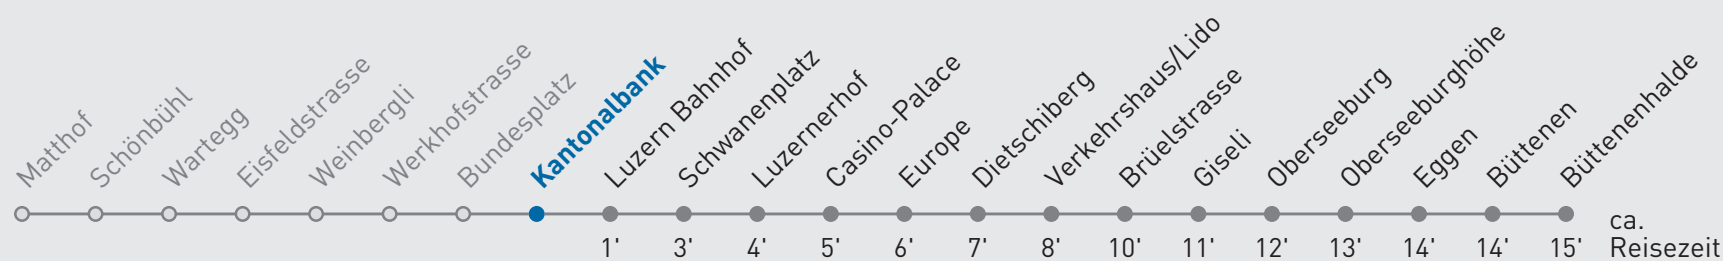 Matthof
Schönbühl
Wartegg
Eisfeldstrasse
Weinbergli
Werkhofstrasse
Bundesplatz
Kantonalbank
Luzern Bahnhof
Schwanenplatz
Luzernerhof
Casino-Palace
Europe
Dietschiberg
Verkehrshaus/Lido
Brüelstrasse
Giseli
Oberseeburg
Oberseeburghöhe
Eggen
Büttenen
Büttenenhalde
1' 3' 4' 5' 6' 7' 8' 10' 11' 12' 13' 14' 14' 15'
ca.
Reisezeit